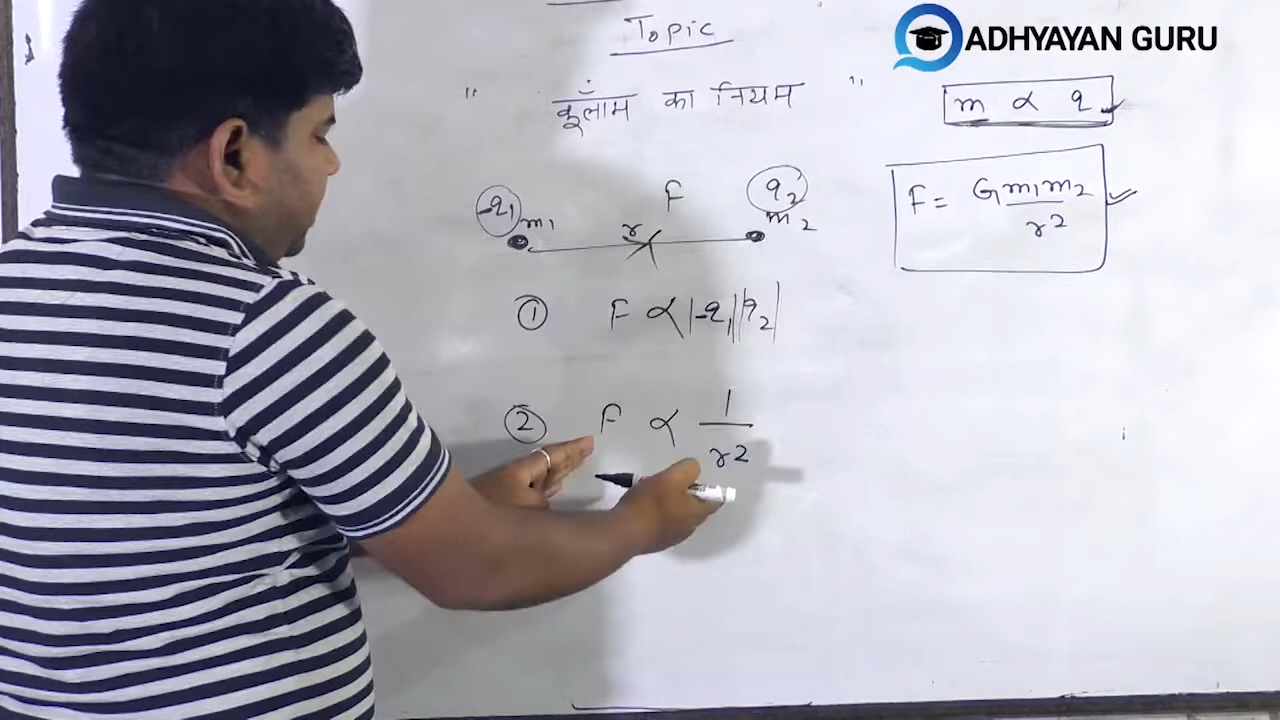 ADHYAYAN GURU
Topic
" कूलाम का नियम "
m ∝ q
F = Gm₁m₂ / r²
-q₁ m₁ r F q₂ m₂
① F ∝ |-q₁||q₂|
② F ∝ 1 / r²